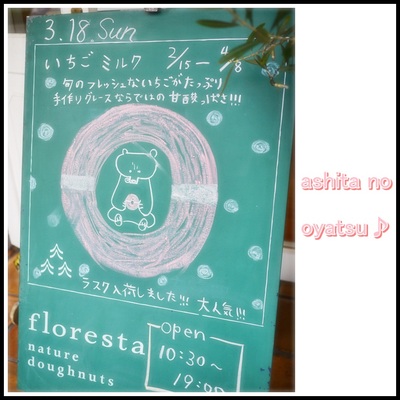 3.18. Sun
いちごミルク 2/15— 4/8
旬のフレッシュないちごがたっぷり
手作りグレーズならではの甘酸っぱさ!!!
ラスク入荷しました!!! 大人気!!!
floresta
nature
doughnuts
open
10:30~
19:00
ashita no
oyatsu ♪